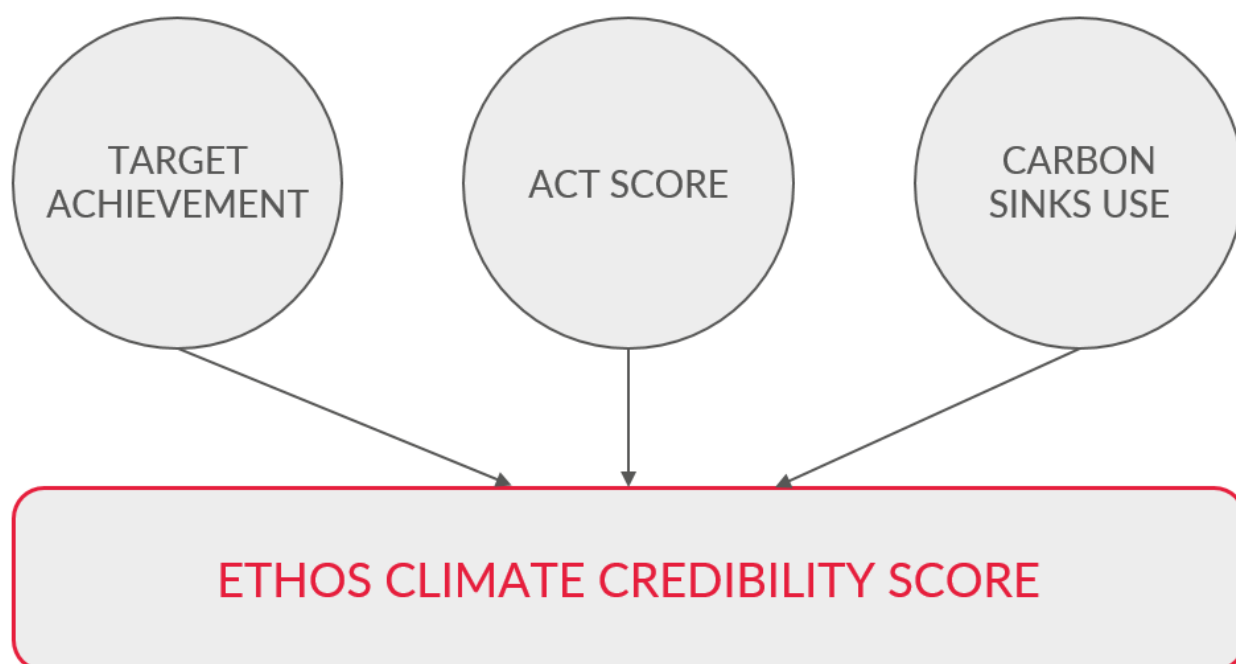 TARGET
ACHIEVEMENT
ACT SCORE
CARBON
SINKS USE
ETHOS CLIMATE CREDIBILITY SCORE